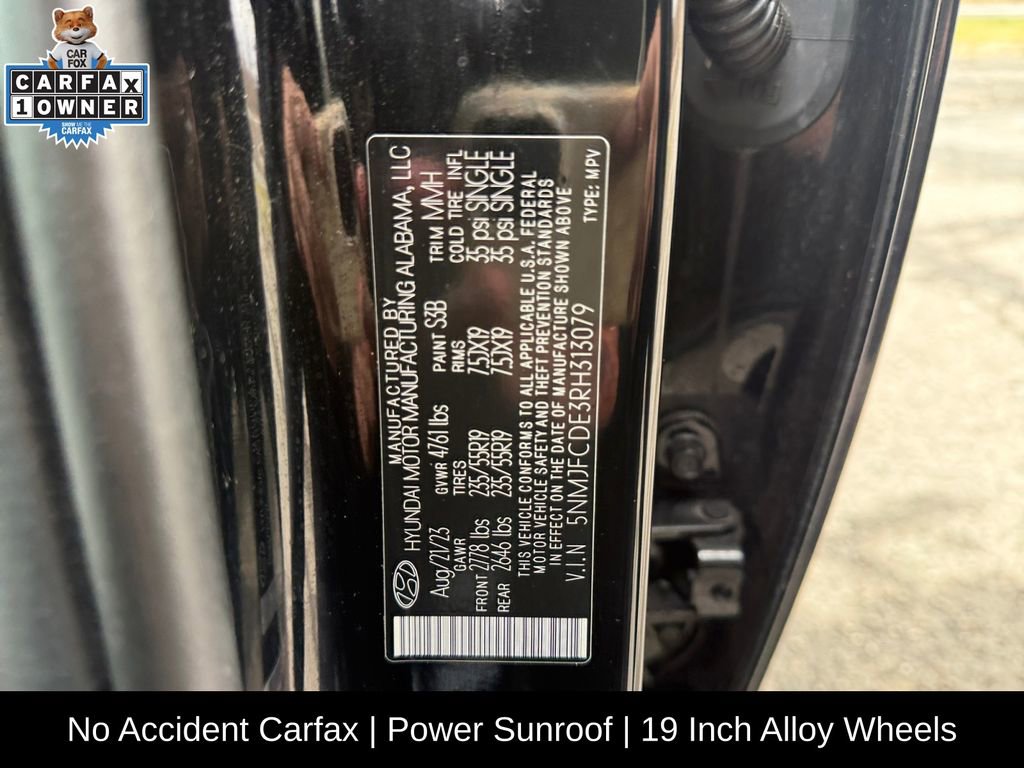 CAR
FOX
CARFAX
1 OWNER
SHOW ME THE
CARFAX
MANUFACTURED BY
HYUNDAI MOTOR MANUFACTURING ALABAMA, LLC
Aug/21/23 GVWR 4761 lbs PAINT S3B TRIM MMH
GAWR TIRES RIMS COLD TIRE INFL
FRONT 2778 lbs 235/55R19 7.5JX19 35 psi SINGLE
REAR 2646 lbs 235/55R19 7.5JX19 35 psi SINGLE
THIS VEHICLE CONFORMS TO ALL APPLICABLE U.S.A. FEDERAL
MOTOR VEHICLE SAFETY AND THEFT PREVENTION STANDARDS
IN EFFECT ON THE DATE OF MANUFACTURE SHOWN ABOVE
V.I.N 5NMJFCDE3RH313079 TYPE: MPV
No Accident Carfax | Power Sunroof | 19 Inch Alloy Wheels